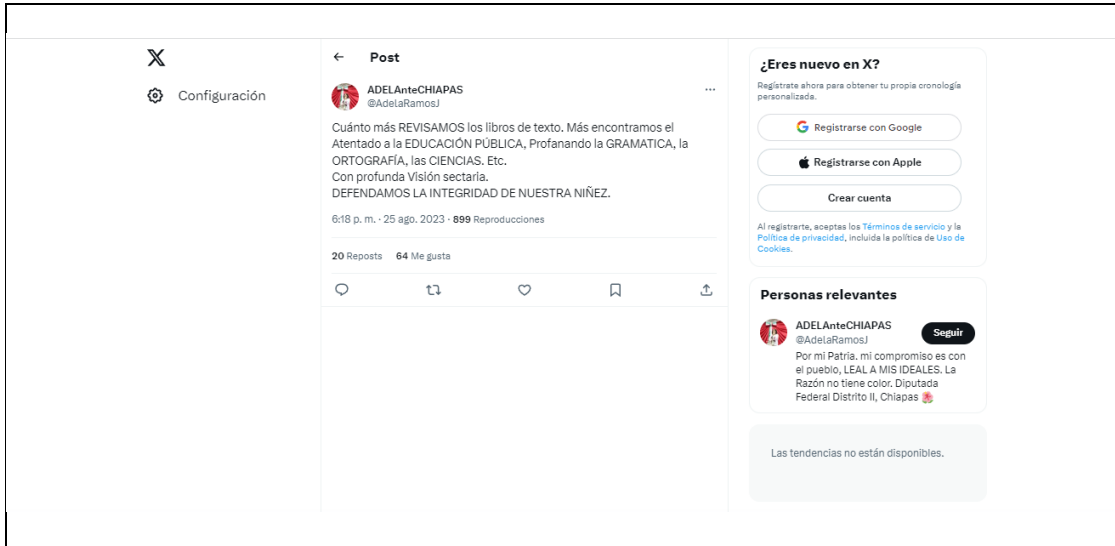 Configuración
Post
ADELAnteCHIAPAS
@AdelaRamosJ
Cuánto más REVISAMOS los libros de texto. Más encontramos el
Atentado a la EDUCACIÓN PÚBLICA, Profanando la GRAMATICA, la
ORTOGRAFÍA, las CIENCIAS. Etc.
Con profunda Visión sectaria.
DEFENDAMOS LA INTEGRIDAD DE NUESTRA NIÑEZ.
6:18 p. m. · 25 ago. 2023 · 899 Reproducciones
20 Reposts 64 Me gusta
¿Eres nuevo en X?
Regístrate ahora para obtener tu propia cronología
personalizada.
Registrarse con Google
Registrarse con Apple
Crear cuenta
Al registrarte, aceptas los Términos de servicio y la
Política de privacidad, incluida la política de Uso de
Cookies.
Personas relevantes
ADELAnteCHIAPAS
@AdelaRamosJ
Seguir
Por mi Patria. mi compromiso es con
el pueblo, LEAL A MIS IDEALES. La
Razón no tiene color. Diputada
Federal Distrito II, Chiapas 🌺
Las tendencias no están disponibles.